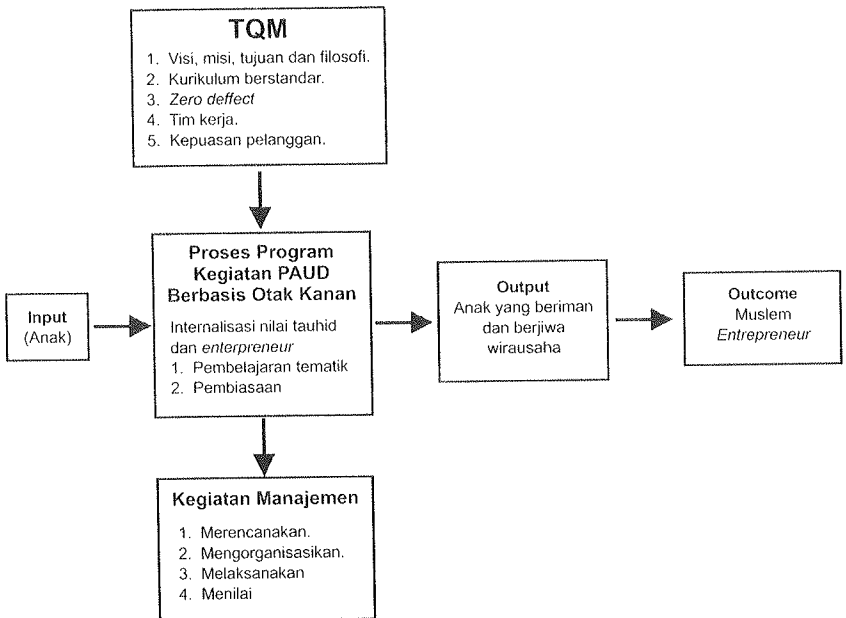 TQM
1. Visi, misi, tujuan dan filosofi.
2. Kurikulum berstandar.
3. Zero deffect
4. Tim kerja.
5. Kepuasan pelanggan.
Proses Program
Kegiatan PAUD
Berbasis Otak Kanan
Internalisasi nilai tauhid
dan enterpreneur
1. Pembelajaran tematik
2. Pembiasaan
Input
(Anak)
Output
Anak yang beriman
dan berjiwa
wirausaha
Outcome
Muslem
Entrepreneur
Kegiatan Manajemen
1. Merencanakan.
2. Mengorganisasikan.
3. Melaksanakan
4. Menilai